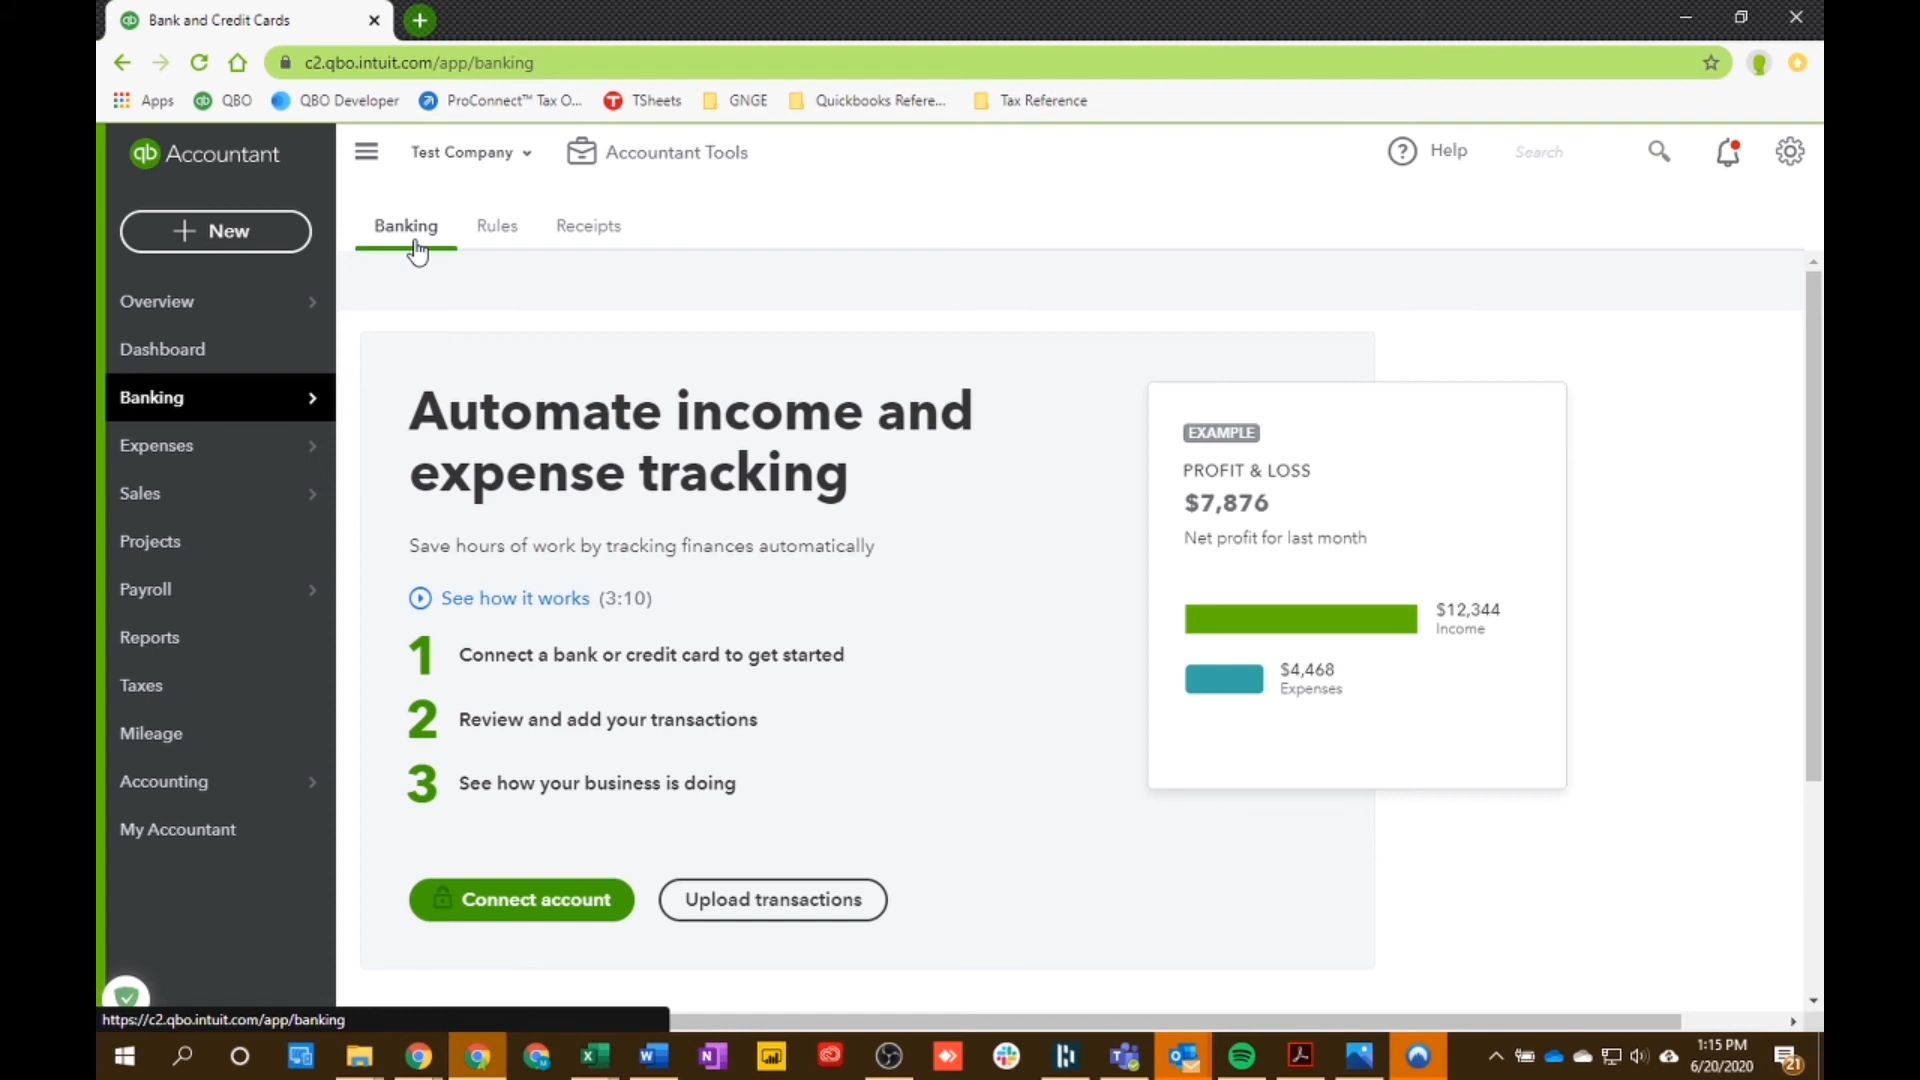 Bank and Credit Cards
c2.qbo.intuit.com/app/banking
Apps QBO QBO Developer ProConnect™ Tax O... TSheets GNGE Quickbooks Refere... Tax Reference
qb Accountant
Test Company
Accountant Tools
Help
Search
New
Banking Rules Receipts
Overview
Dashboard
Banking
Expenses
Sales
Projects
Payroll
Reports
Taxes
Mileage
Accounting
My Accountant
Automate income and
expense tracking
Save hours of work by tracking finances automatically
See how it works (3:10)
1 Connect a bank or credit card to get started
2 Review and add your transactions
3 See how your business is doing
Connect account
Upload transactions
EXAMPLE
PROFIT & LOSS
$7,876
Net profit for last month
$12,344
Income
$4,468
Expenses
https://c2.qbo.intuit.com/app/banking
1:15 PM
6/20/2020
21